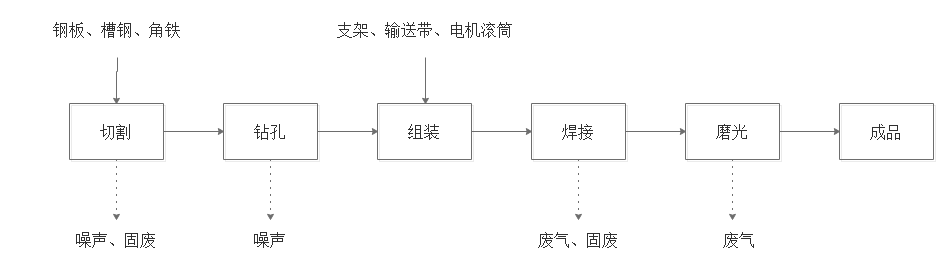 钢板、槽钢、角铁
支架、输送带、电机滚筒
切割
钻孔
组装
焊接
磨光
成品
噪声、固废
噪声
废气、固废
废气